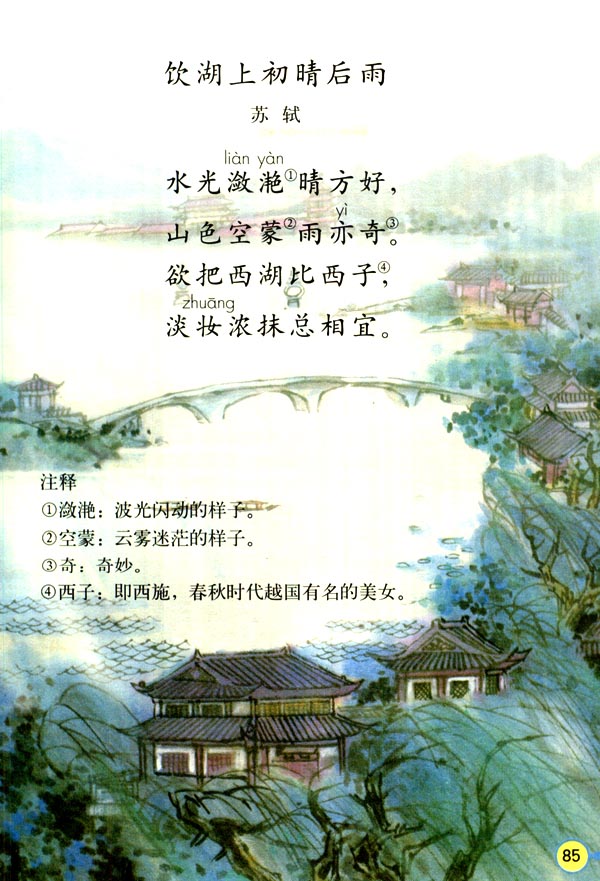 饮湖上初晴后雨
苏 轼
liàn yàn
水光潋滟①晴方好，
yì
山色空蒙②雨亦奇③。
欲把西湖比西子④，
zhuāng
淡妆浓抹总相宜。
注释
①潋滟：波光闪动的样子。
②空蒙：云雾迷茫的样子。
③奇：奇妙。
④西子：即西施，春秋时代越国有名的美女。
85